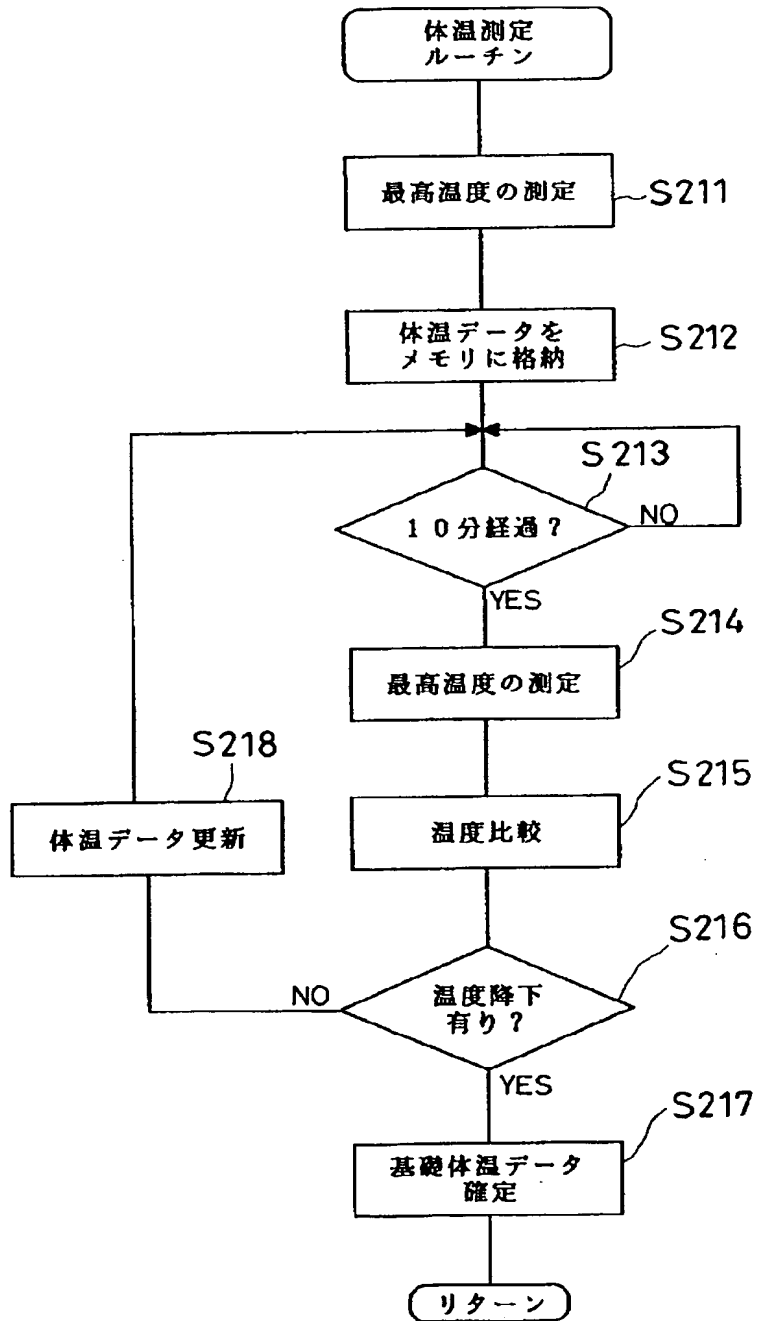 体温測定
ルーチン
最高温度の測定
S211
体温データを
メモリに格納
S212
S213
10分経過?
NO
YES
S214
最高温度の測定
S218
S215
体温データ更新
温度比較
S216
NO
温度降下
有り?
YES
S217
基礎体温データ
確定
リターン